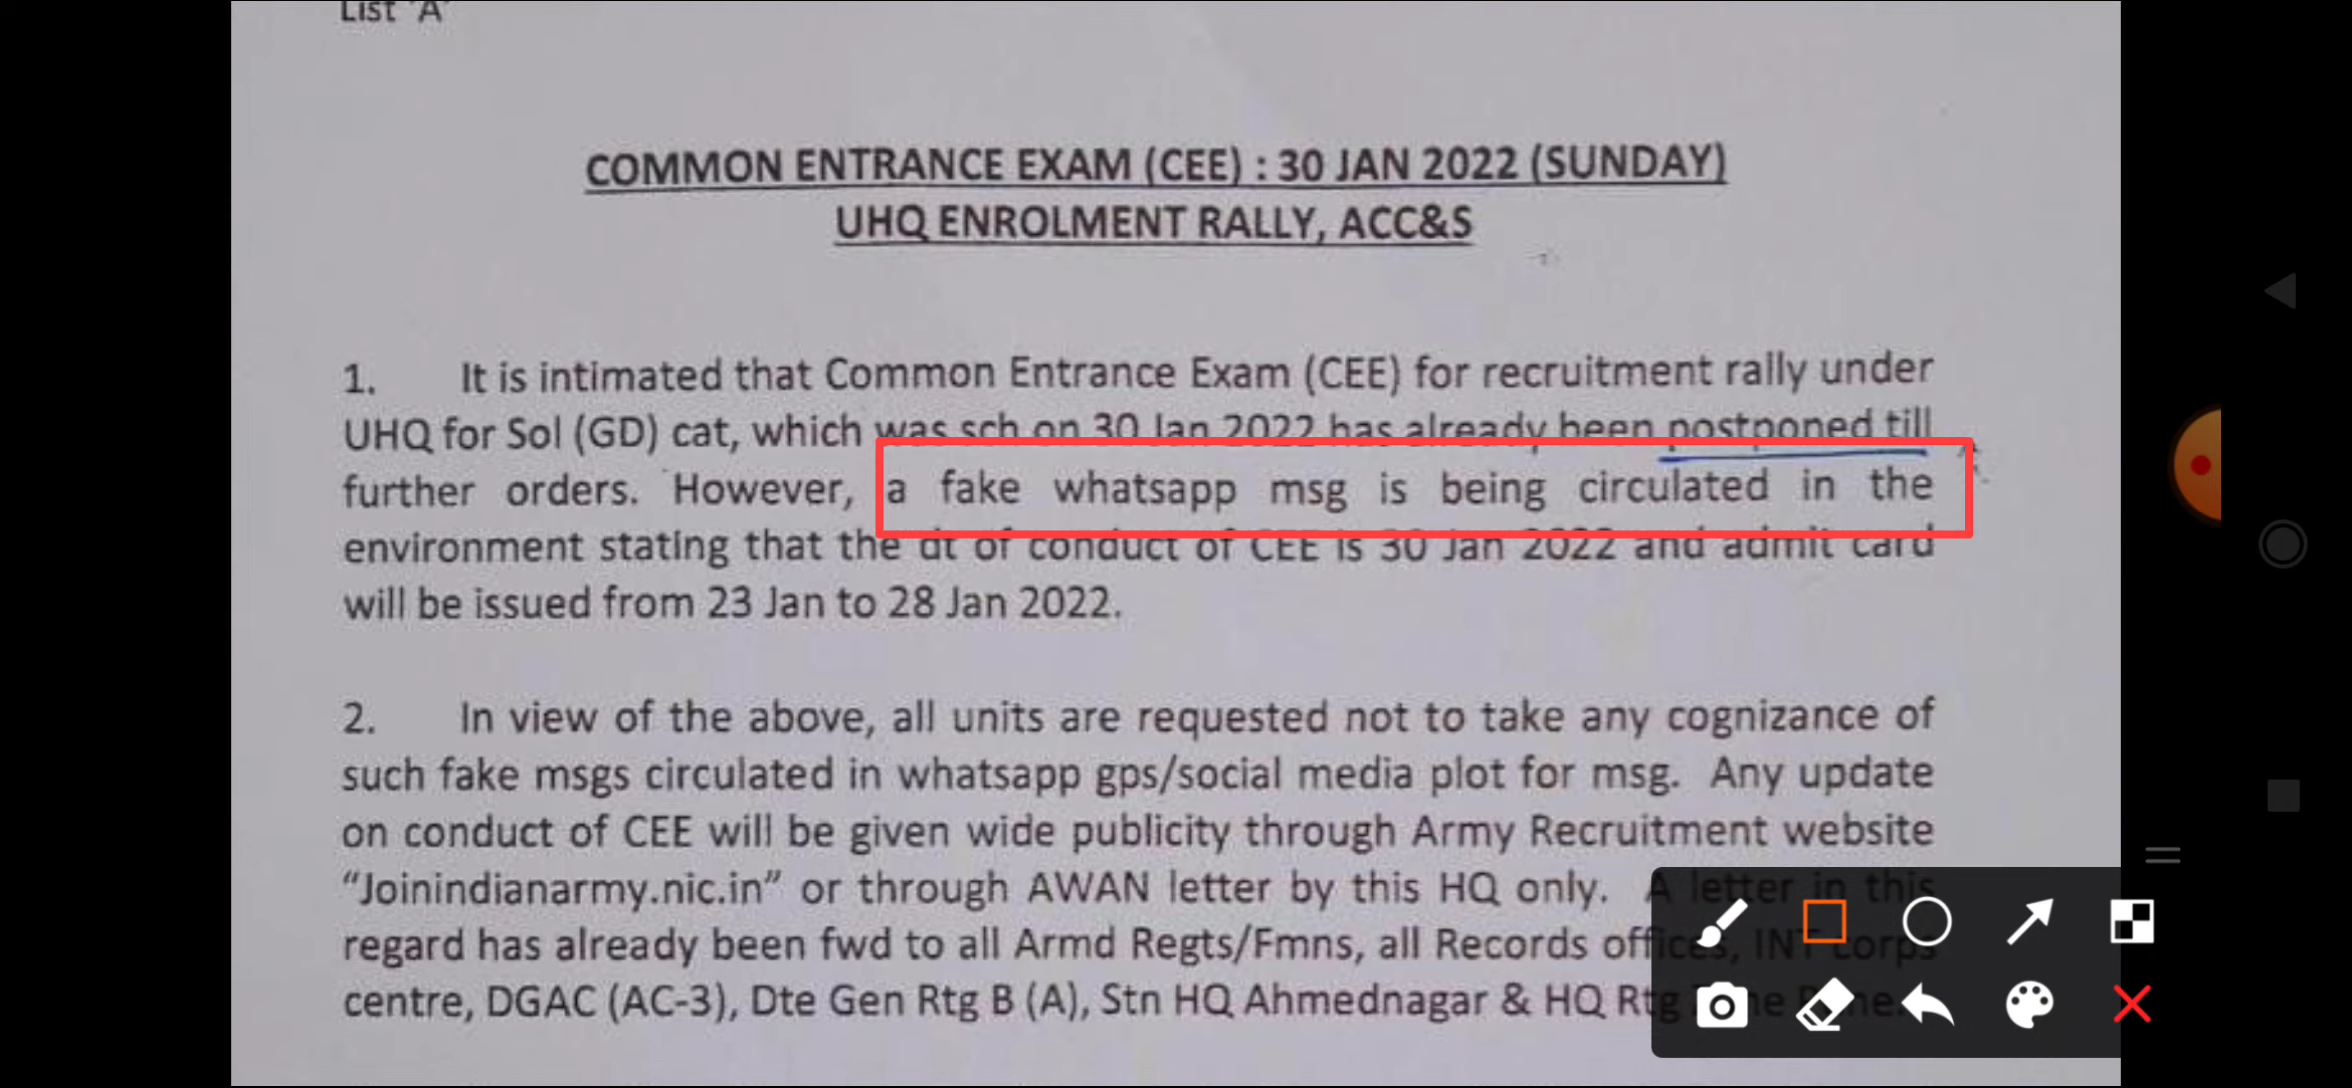 List 'A'
COMMON ENTRANCE EXAM (CEE) : 30 JAN 2022 (SUNDAY)
UHQ ENROLMENT RALLY, ACC&S
1. It is intimated that Common Entrance Exam (CEE) for recruitment rally under
UHQ for Sol (GD) cat, which was sch on 30 Jan 2022 has already been postponed till
further orders. However, a fake whatsapp msg is being circulated in the
environment stating that the dt of conduct of CEE is 30 Jan 2022 and admit card
will be issued from 23 Jan to 28 Jan 2022.
2. In view of the above, all units are requested not to take any cognizance of
such fake msgs circulated in whatsapp gps/social media plot for msg. Any update
on conduct of CEE will be given wide publicity through Army Recruitment website
“Joinindianarmy.nic.in” or through AWAN letter by this HQ only. A letter in this
regard has already been fwd to all Armd Regts/Fmns, all Records offices, INT corps
centre, DGAC (AC-3), Dte Gen Rtg B (A), Stn HQ Ahmednagar & HQ Rtg